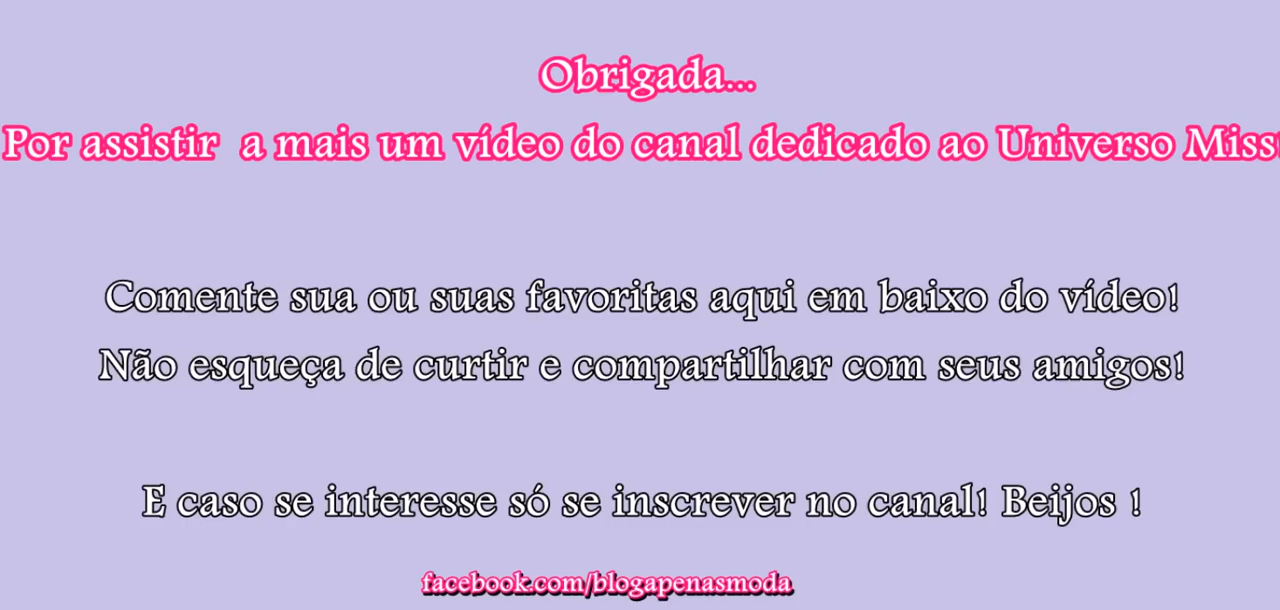 Obrigada...
Por assistir a mais um vídeo do canal dedicado ao Universo Miss
Comente sua ou suas favoritas aqui em baixo do vídeo!
Não esqueça de curtir e compartilhar com seus amigos!
E caso se interesse só se inscrever no canal! Beijos !
facebook.com/blogapenasmoda